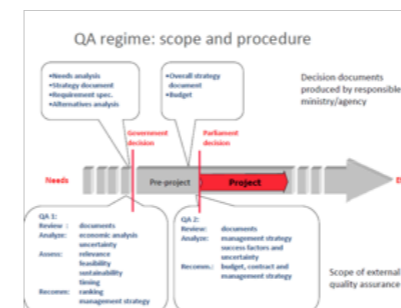 QA regime: scope and procedure
•Needs analysis
•Strategy document
•Requirement spec.
•Alternatives analysis
•Overall strategy
document
•Budget
Decision documents
produced by responsible
ministry/agency
Government
decision
Parliament
decision
Needs
Pre-project
Project
QA 1:
Review : documents
Analyze: economic analysis
uncertainty
Assess: relevance
feasibility
sustainability
timing
Recomm: ranking
management strategy
QA 2:
Review: documents
Analyze: management strategy
success factors and
uncertainty
Recomm.: budget, contract and
management strategy
Scope of external
quality assurance